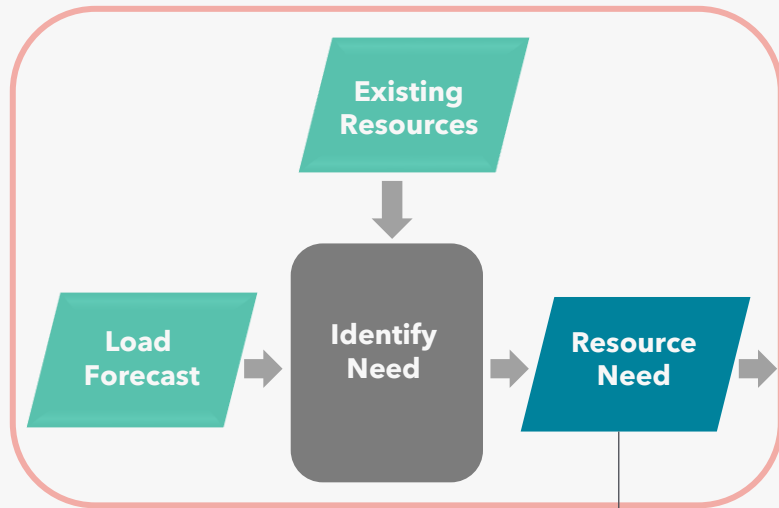 Existing
Resources
Load
Forecast
Identify
Need
Resource
Need